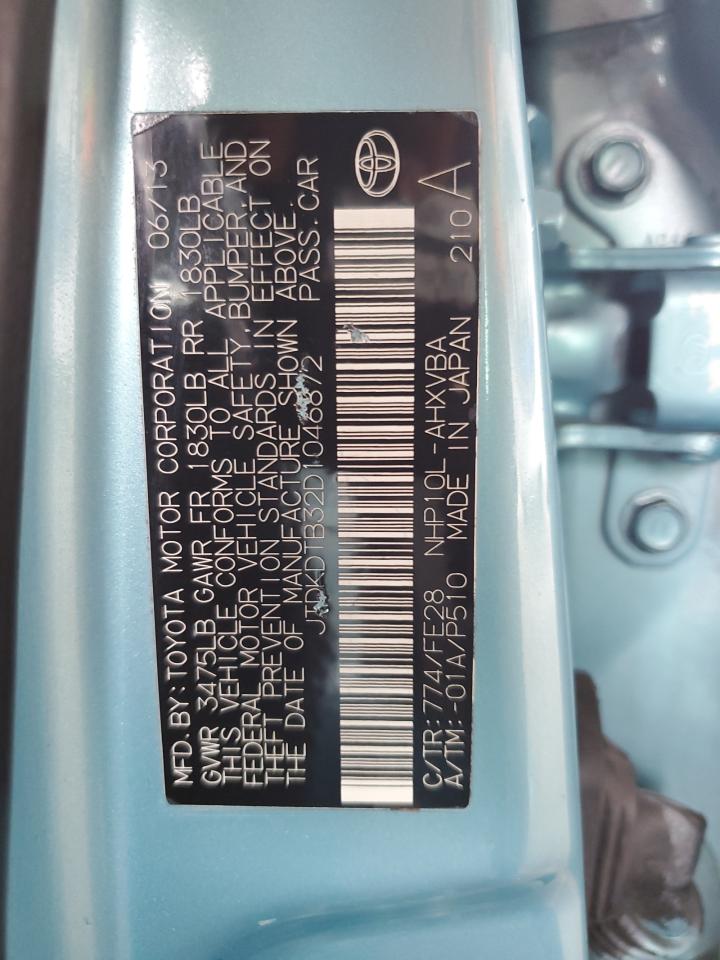 MFD. BY: TOYOTA MOTOR CORPORATION 06/13
GVWR 3475LB GAWR FR 1830LB RR 1830LB
THIS VEHICLE CONFORMS TO ALL APPLICABLE
FEDERAL MOTOR VEHICLE SAFETY, BUMPER, AND
THEFT PREVENTION STANDARDS IN EFFECT ON
THE DATE OF MANUFACTURE SHOWN ABOVE.
PASS. CAR
C/TR: 774/FE28 NHP10L-AHXVBA
A/TM: -01A/P510 MADE IN JAPAN 210A